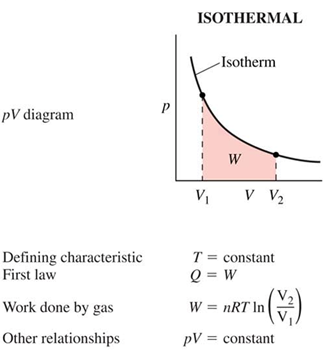 ISOTHERMAL
Isotherm
pV diagram
p
W
V₁ V V₂
Defining characteristic T = constant
First law Q = W
Work done by gas W = nRT ln(V₂/V₁)
Other relationships pV = constant